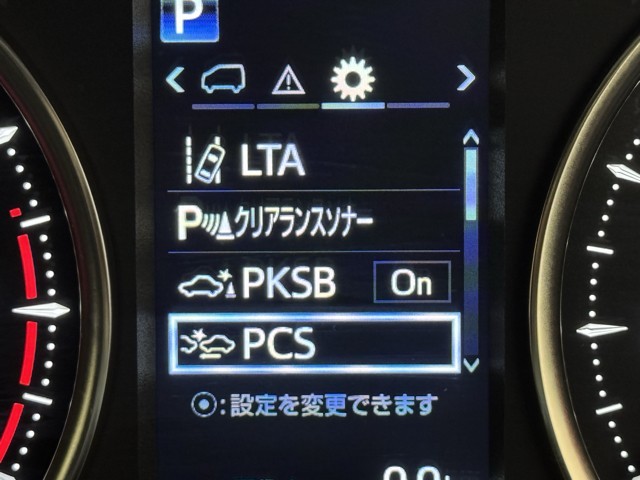 P
LTA
Pクリアランスソナー
PKSB On
PCS
:設定を変更できます